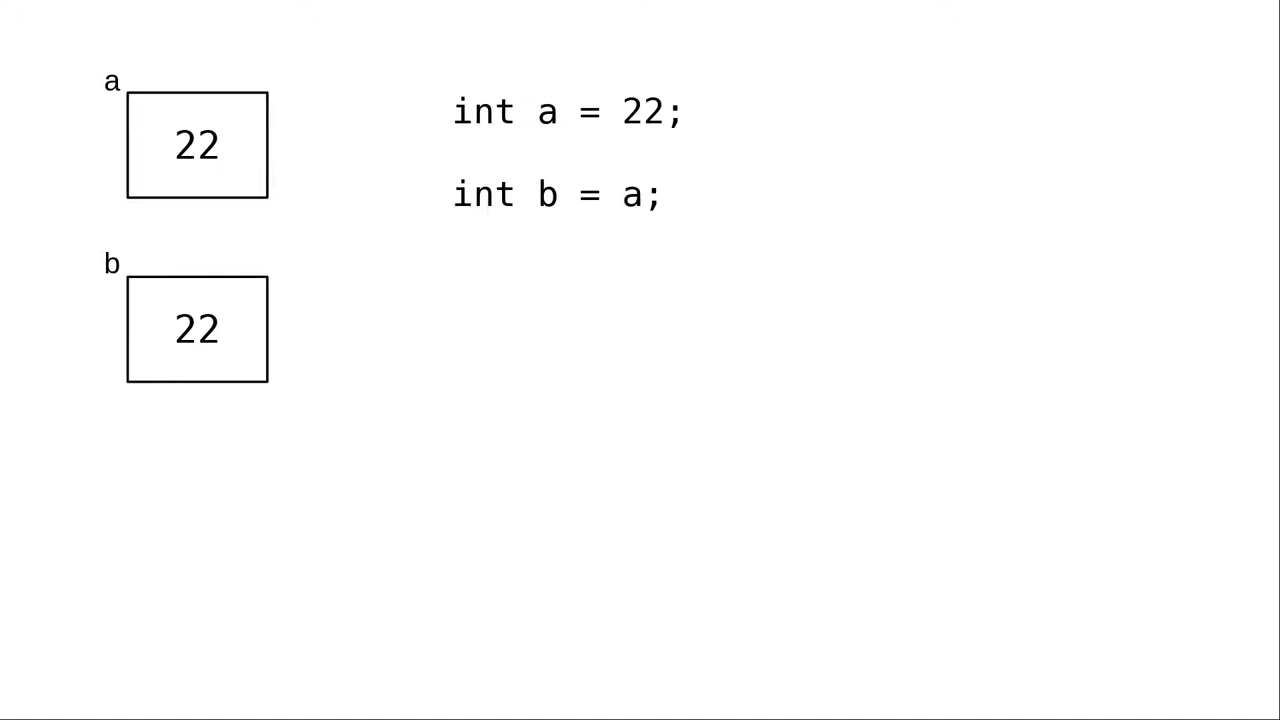 a
22
int a = 22;
int b = a;
b
22